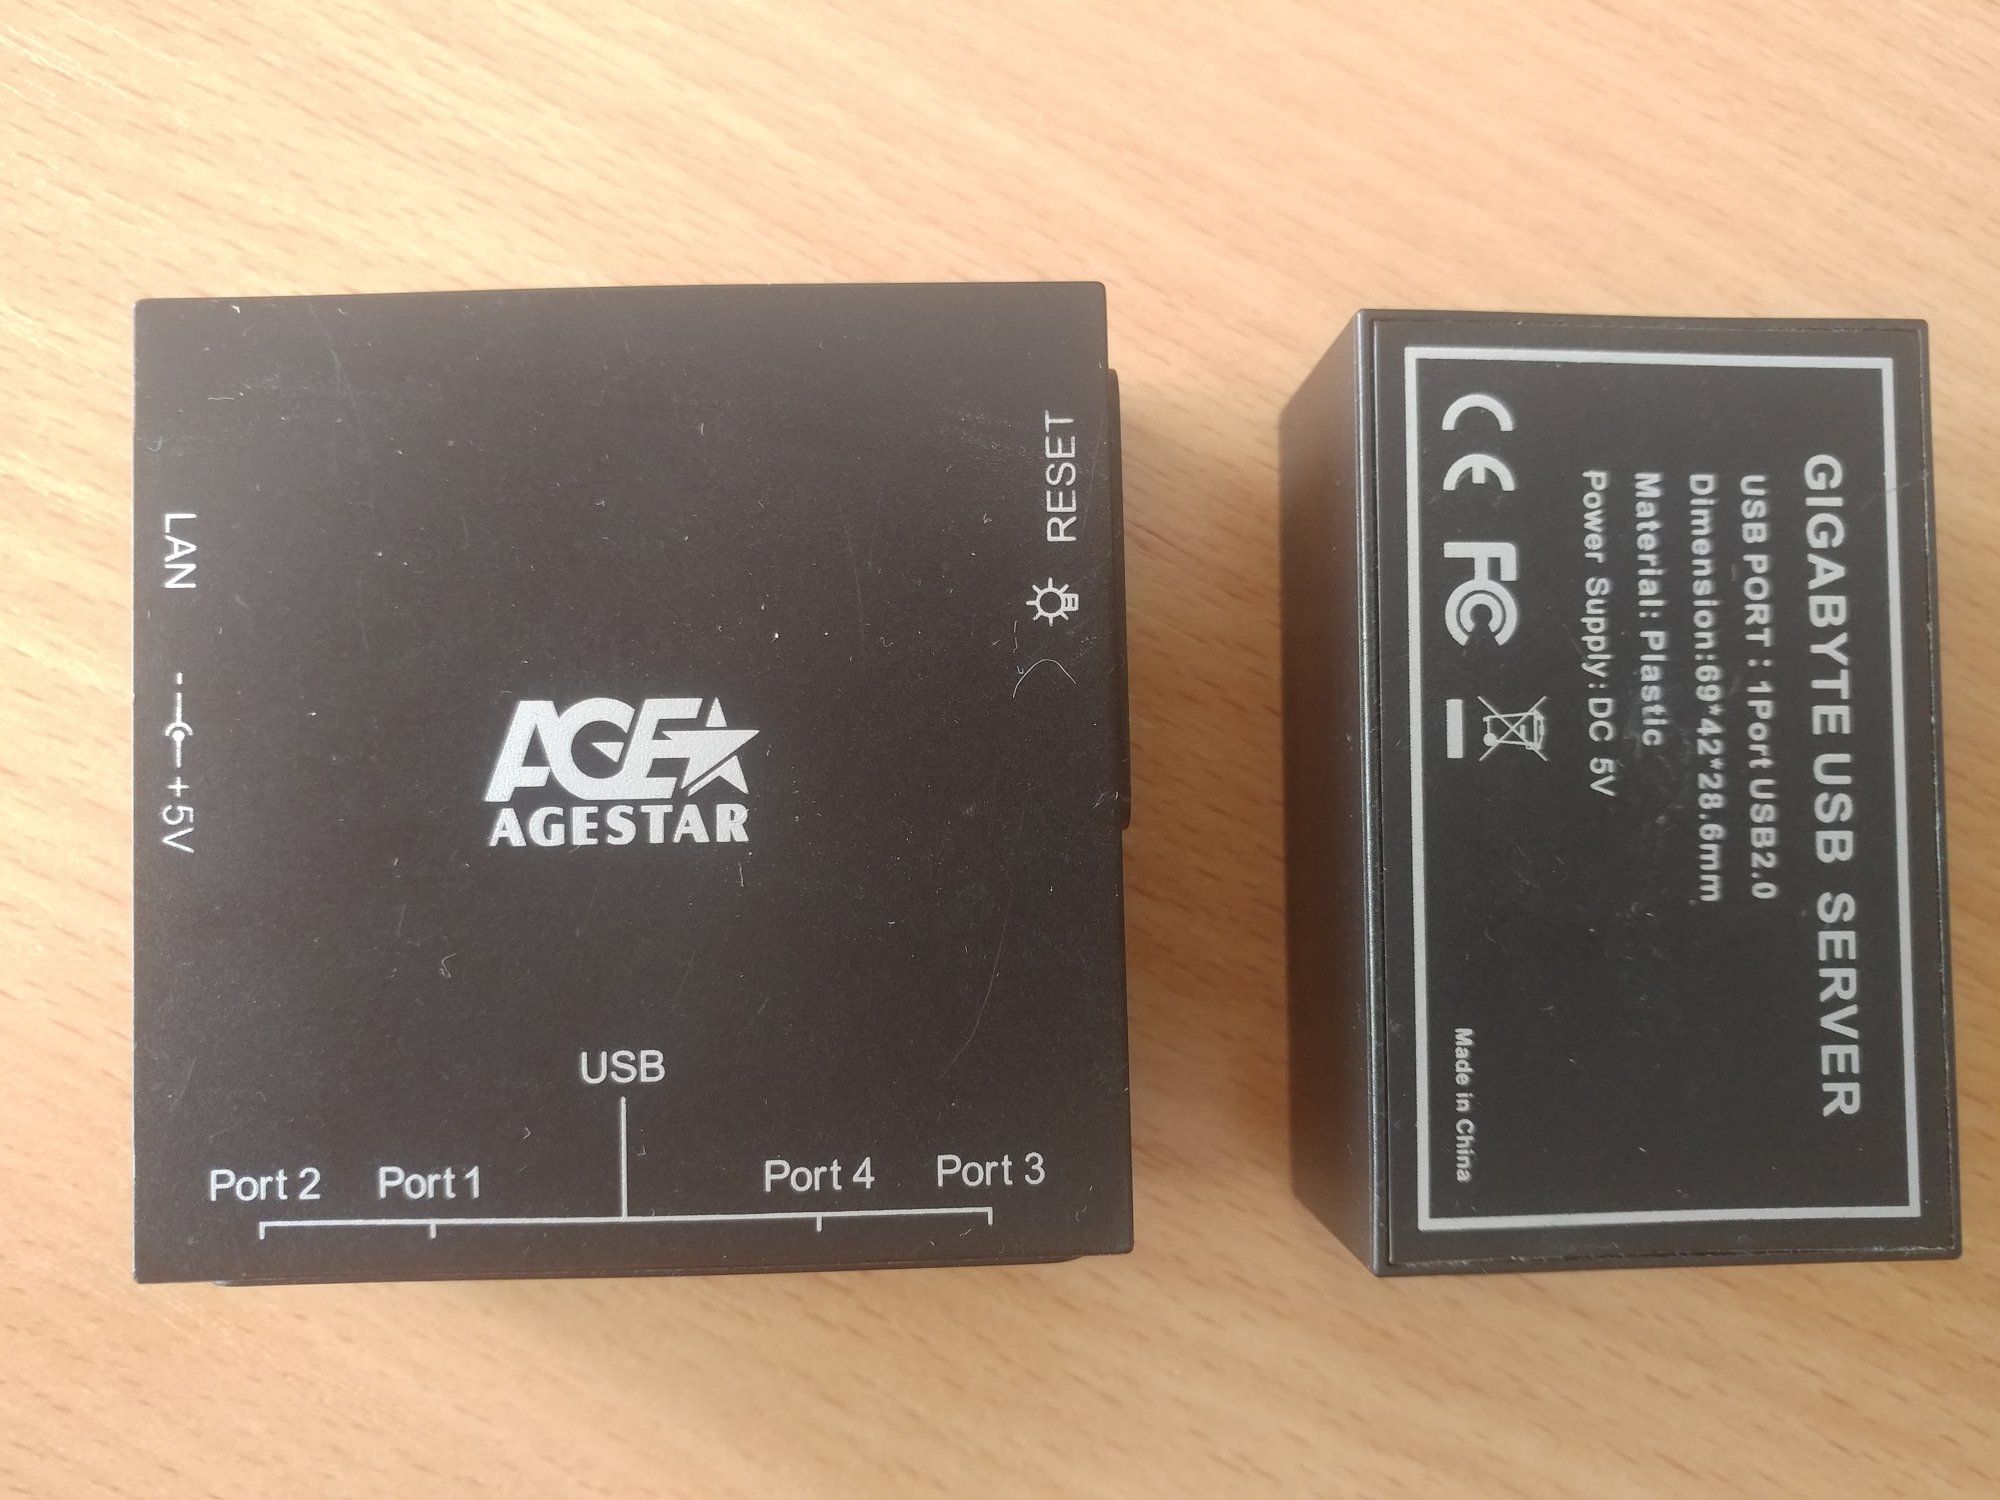 LAN
- +5V
RESET
AGE
AGESTAR
USB
Port 2 Port 1 Port 4 Port 3
GIGABYTE USB SERVER
USB PORT : 1Port USB2.0
Dimension:69*42*28.6mm
Material: Plastic
Power Supply:DC 5V
CE FC
Made in China